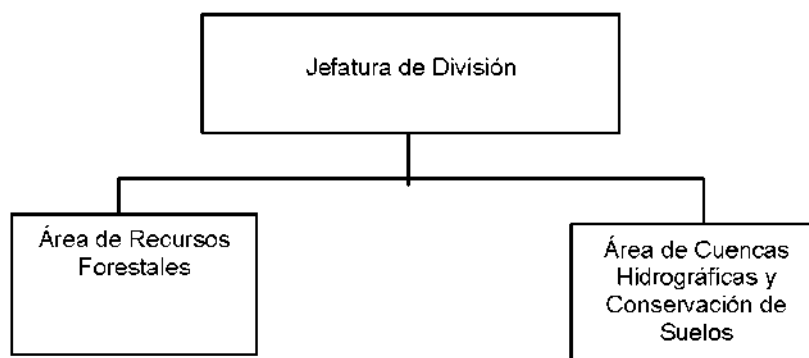 Jefatura de División
Área de Recursos
Forestales
Área de Cuencas
Hidrográficas y
Conservación de
Suelos